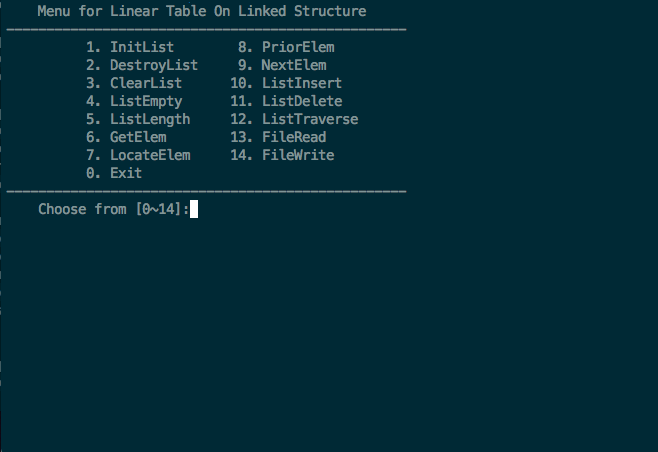 Menu for Linear Table On Linked Structure
1. InitList 8. PriorElem
2. DestroyList 9. NextElem
3. ClearList 10. ListInsert
4. ListEmpty 11. ListDelete
5. ListLength 12. ListTraverse
6. GetElem 13. FileRead
7. LocateElem 14. FileWrite
0. Exit
Choose from [0~14]: